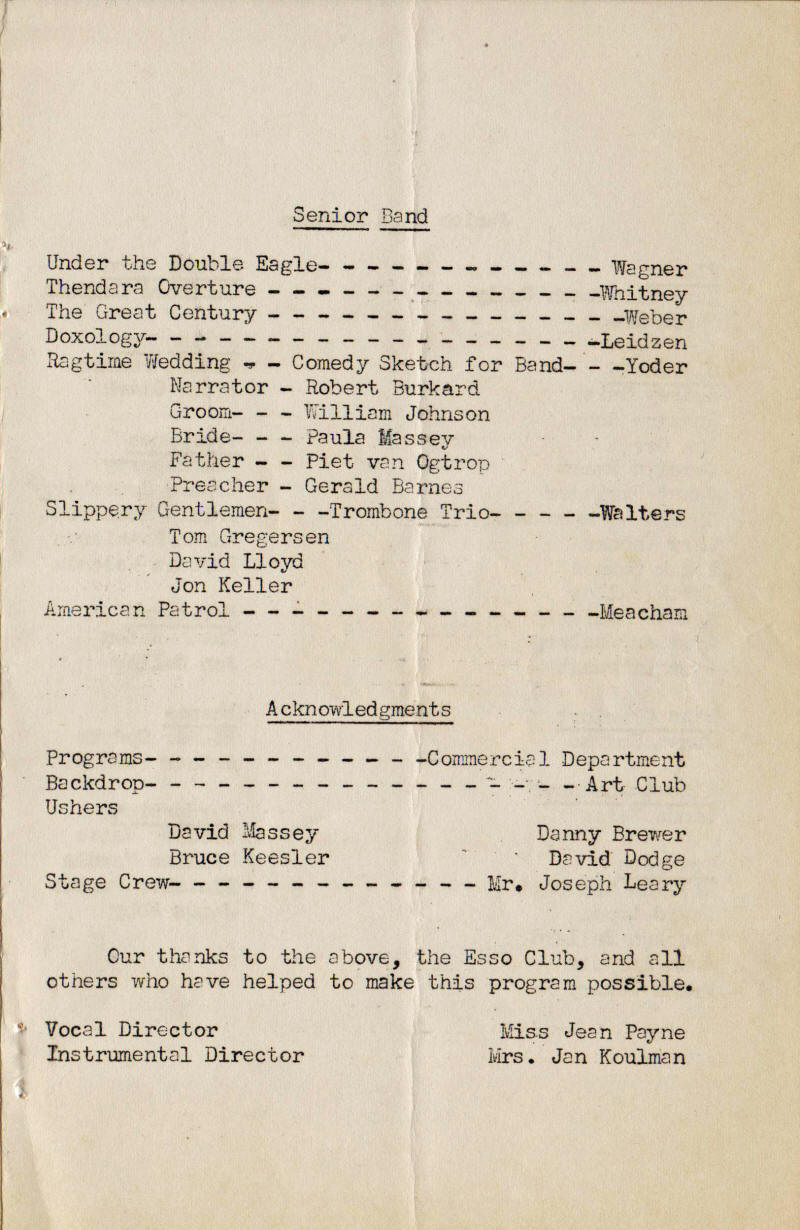 Senior Band
Under the Double Eagle- - - - - - - - - - - - Wagner
Thendara Overture - - - - - - - - - - - - - -Whitney
The Great Century - - - - - - - - - - - - - - -Weber
Doxology- - - - - - - - - - - - - - - - - - -Leidzen
Ragtime Wedding - - Comedy Sketch for Band- - -Yoder
Narrator - Robert Burkard
Groom- - - William Johnson
Bride- - - Paula Massey
Father - - Piet van Ogtrop
Preacher - Gerald Barnes
Slippery Gentlemen- - -Trombone Trio- - - - -Walters
Tom Gregersen
David Lloyd
Jon Keller
American Patrol - - - - - - - - - - - - - - -Meacham
Acknowledgments
Programs- - - - - - - - - - - -Commercial Department
Backdrop- - - - - - - - - - - - - - - - - - Art Club
Ushers
David Massey Danny Brewer
Bruce Keesler David Dodge
Stage Crew- - - - - - - - - - - - - Mr. Joseph Leary
Our thanks to the above, the Esso Club, and all
others who have helped to make this program possible.
Vocal Director Miss Jean Payne
Instrumental Director Mrs. Jan Koulman